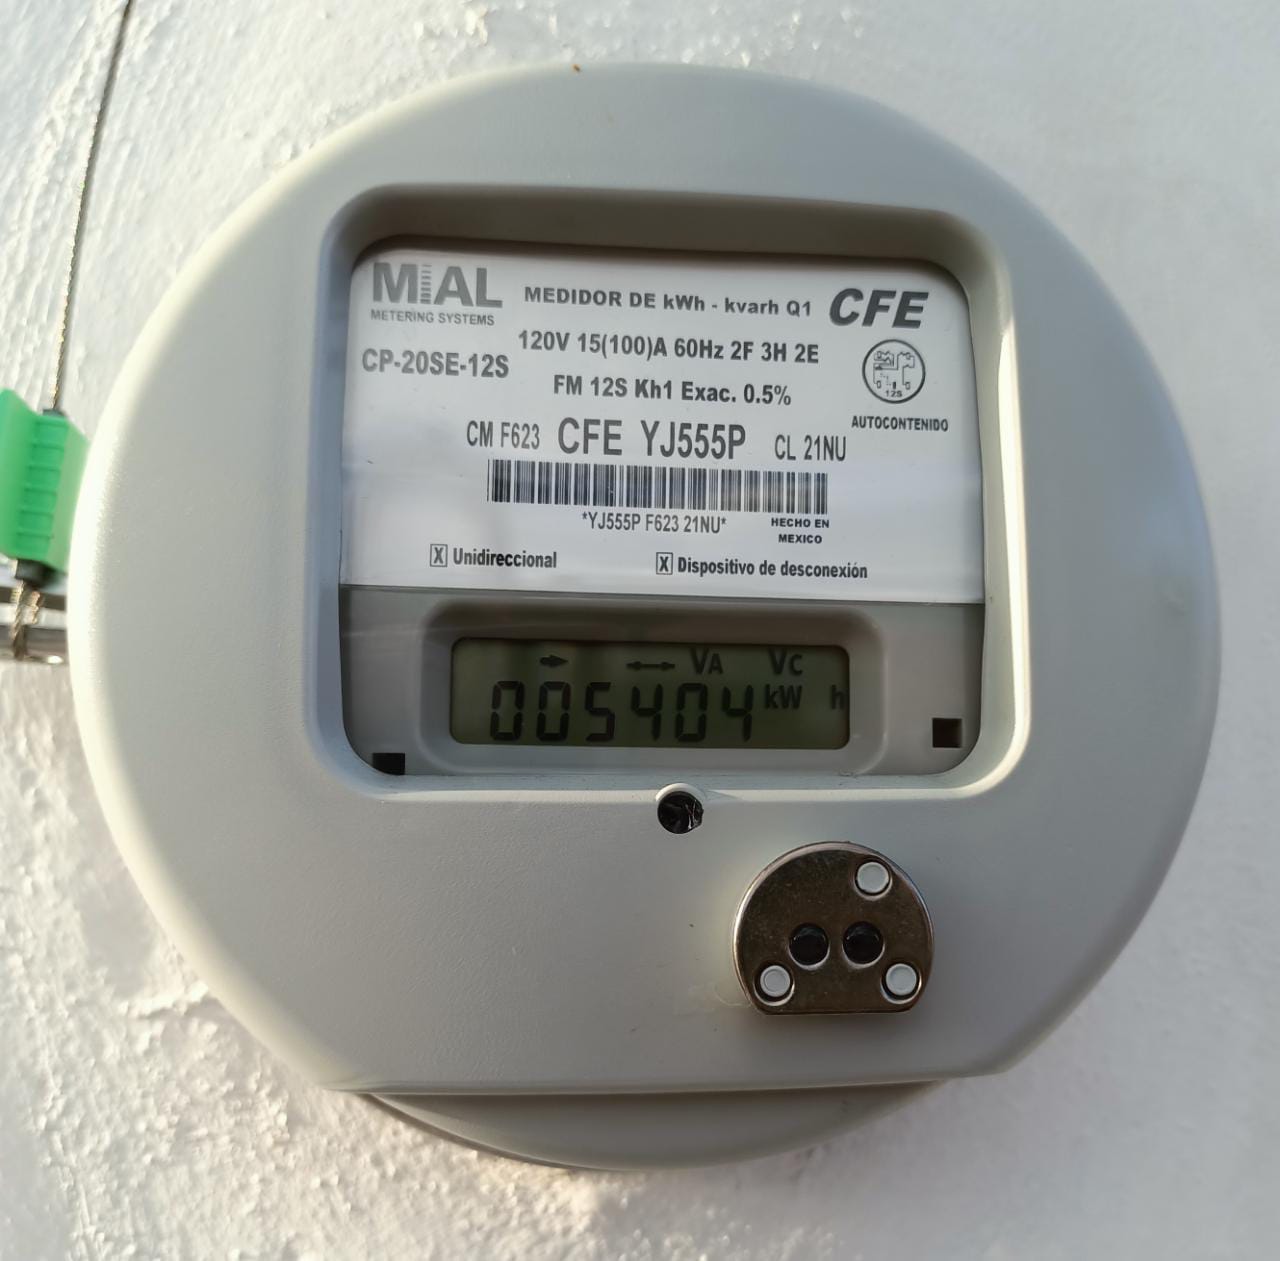 MIAL
METERING SYSTEMS
MEDIDOR DE kWh - kvarh Q1
CFE
120V 15(100)A 60Hz 2F 3H 2E
CP-20SE-12S
FM 12S Kh1 Exac. 0.5%
12S
AUTOCONTENIDO
CM F623 CFE YJ555P CL 21NU
*YJ555P F623 21NU*
HECHO EN
MEXICO
X Unidireccional
X Dispositivo de desconexión
VA VC
005404 kW h